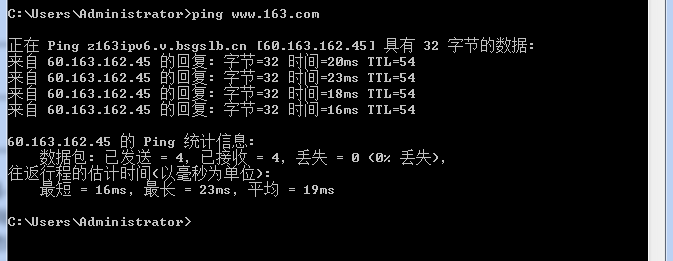 C:\Users\Administrator>ping www.163.com
正在 Ping z163ipv6.v.bsgslb.cn [60.163.162.45] 具有 32 字节的数据:
来自 60.163.162.45 的回复: 字节=32 时间=20ms TTL=54
来自 60.163.162.45 的回复: 字节=32 时间=23ms TTL=54
来自 60.163.162.45 的回复: 字节=32 时间=18ms TTL=54
来自 60.163.162.45 的回复: 字节=32 时间=16ms TTL=54
60.163.162.45 的 Ping 统计信息:
数据包: 已发送 = 4, 已接收 = 4, 丢失 = 0 (0% 丢失),
往返行程的估计时间(以毫秒为单位):
最短 = 16ms, 最长 = 23ms, 平均 = 19ms
C:\Users\Administrator>